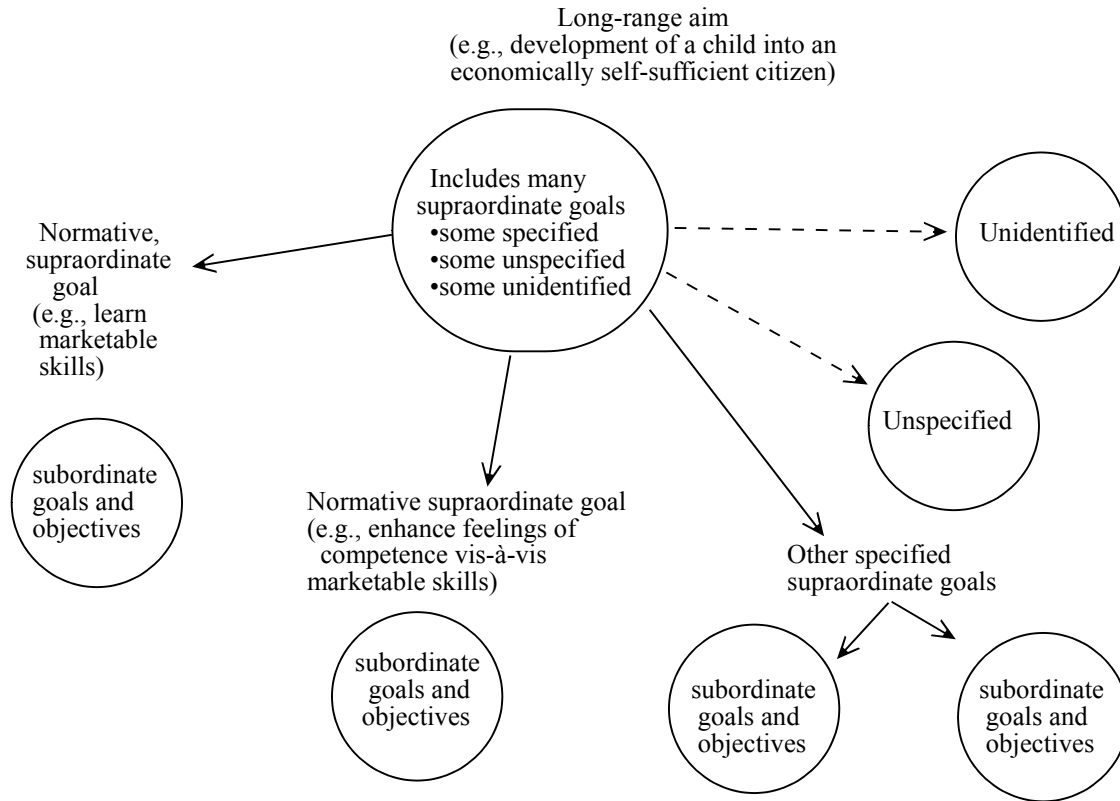 Long-range aim
(e.g., development of a child into an
economically self-sufficient citizen)
Includes many
supraordinate goals
•some specified
•some unspecified
•some unidentified
Normative,
supraordinate
goal
(e.g., learn
marketable
skills)
Unidentified
Unspecified
subordinate
goals and
objectives
Normative supraordinate goal
(e.g., enhance feelings of
competence vis-à-vis
marketable skills)
Other specified
supraordinate goals
subordinate
goals and
objectives
subordinate
goals and
objectives
subordinate
goals and
objectives